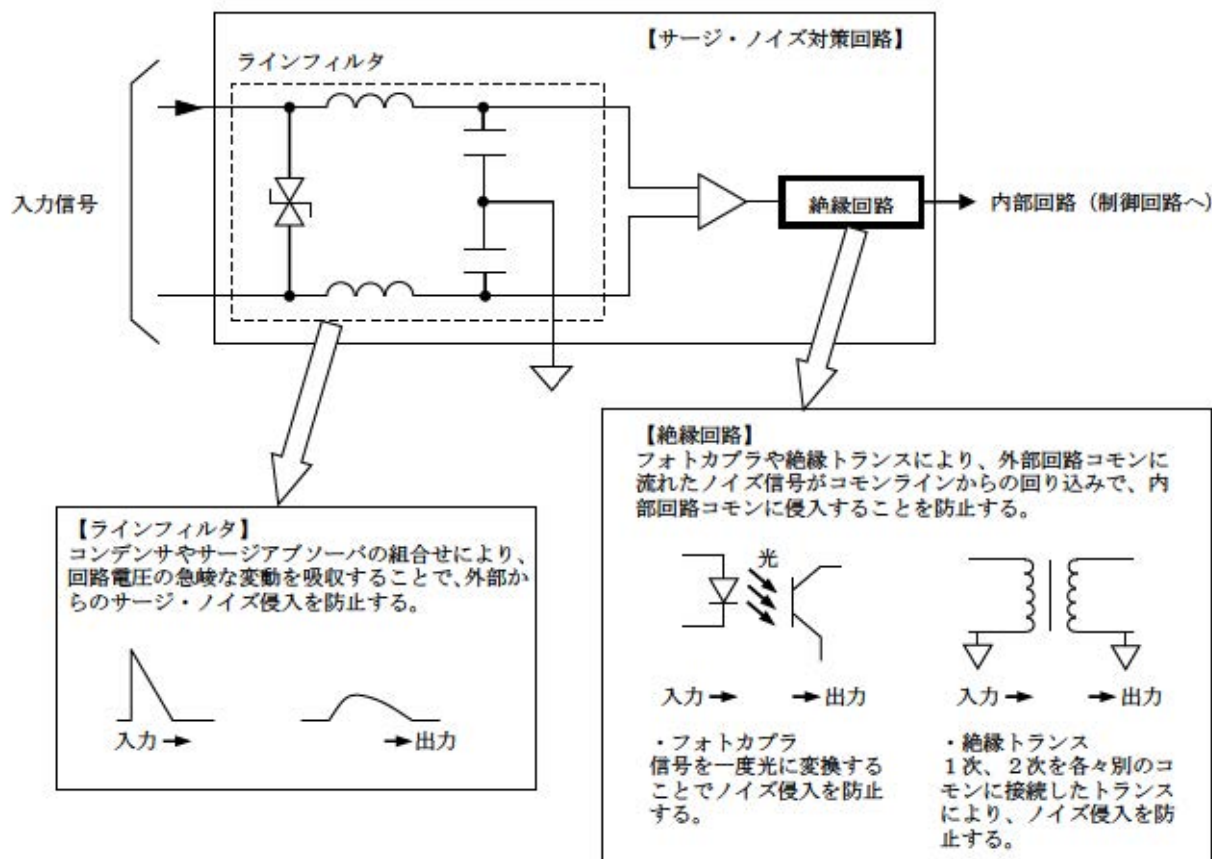 【サージ・ノイズ対策回路】
ラインフィルタ
入力信号
絶縁回路
内部回路（制御回路へ）
【ラインフィルタ】
コンデンサやサージアブソーバの組合せにより、
回路電圧の急峻な変動を吸収することで、外部か
らのサージ・ノイズ侵入を防止する。
入力
出力
【絶縁回路】
フォトカプラや絶縁トランスにより、外部回路コモンに
流れたノイズ信号がコモンラインからの回り込みで、内
部回路コモンに侵入することを防止する。
光
入力
出力
入力
出力
・フォトカプラ
信号を一度光に変換する
ことでノイズ侵入を防止
する。
・絶縁トランス
１次、２次を各々別のコ
モンに接続したトランス
により、ノイズ侵入を防
止する。